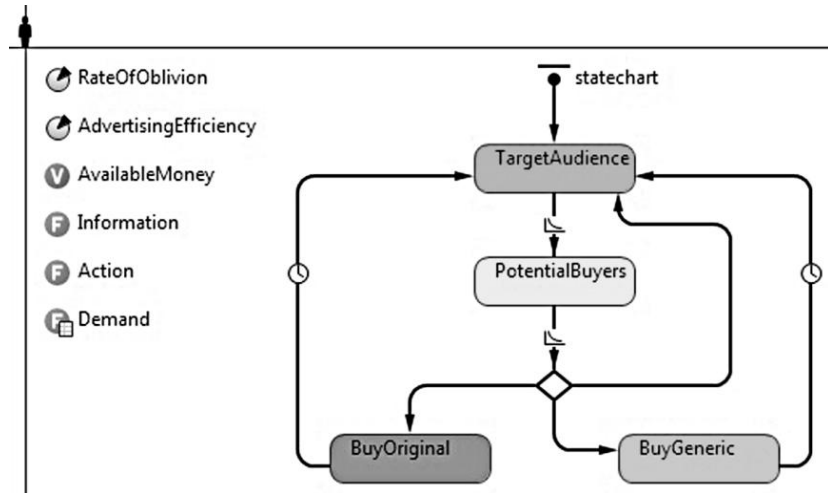 RateOfOblivion
AdvertisingEfficiency
V AvailableMoney
F Information
F Action
F Demand
statechart
TargetAudience
PotentialBuyers
BuyOriginal
BuyGeneric